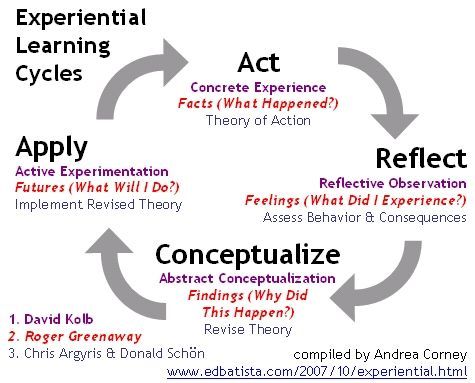 Experiential
Learning
Cycles
Act
Concrete Experience
Facts (What Happened?)
Theory of Action
Reflect
Reflective Observation
Feelings (What Did I Experience?)
Assess Behavior & Consequences
Conceptualize
Abstract Conceptualization
Findings (Why Did
This Happen?)
Revise Theory
Apply
Active Experimentation
Futures (What Will I Do?)
Implement Revised Theory
1. David Kolb
2. Roger Greenaway
3. Chris Argyris & Donald Schön
compiled by Andrea Corney
www.edbatista.com/2007/10/experiential.html